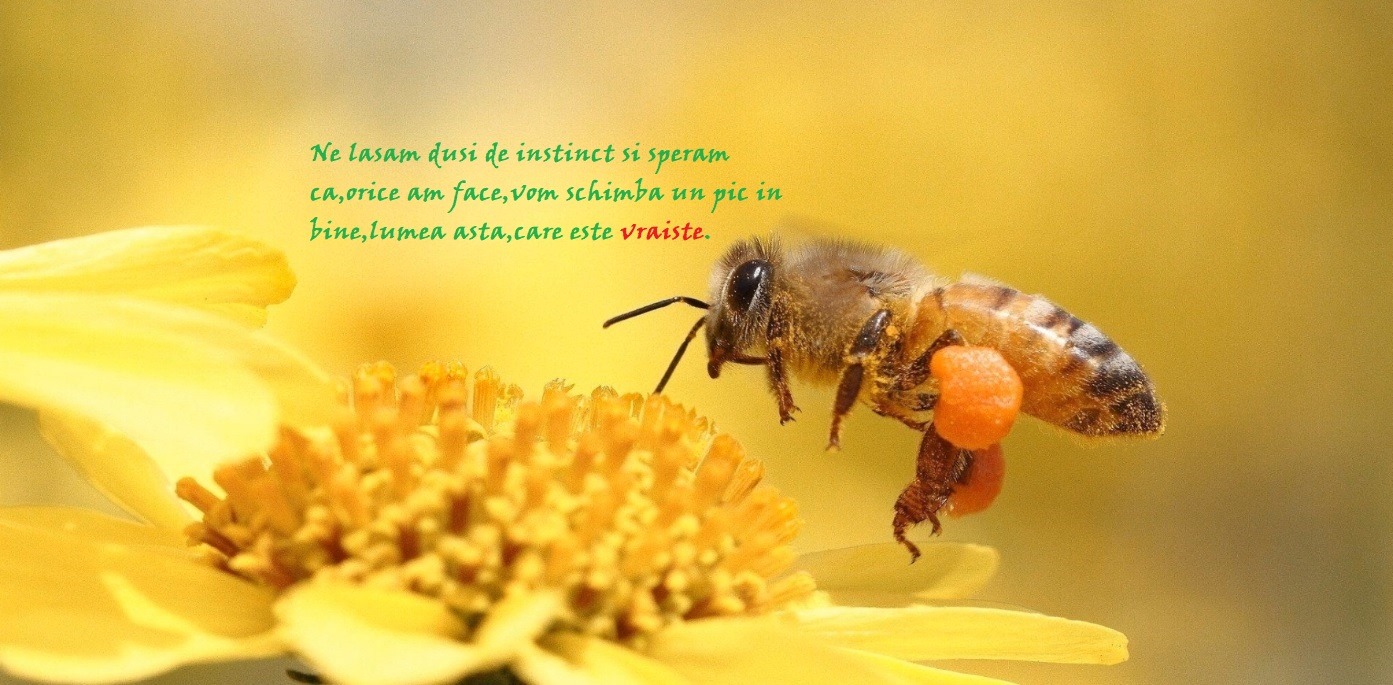 Ne lasam dusi de instinct si speram
ca,orice am face,vom schimba un pic in
bine,lumea asta,care este vraiste.